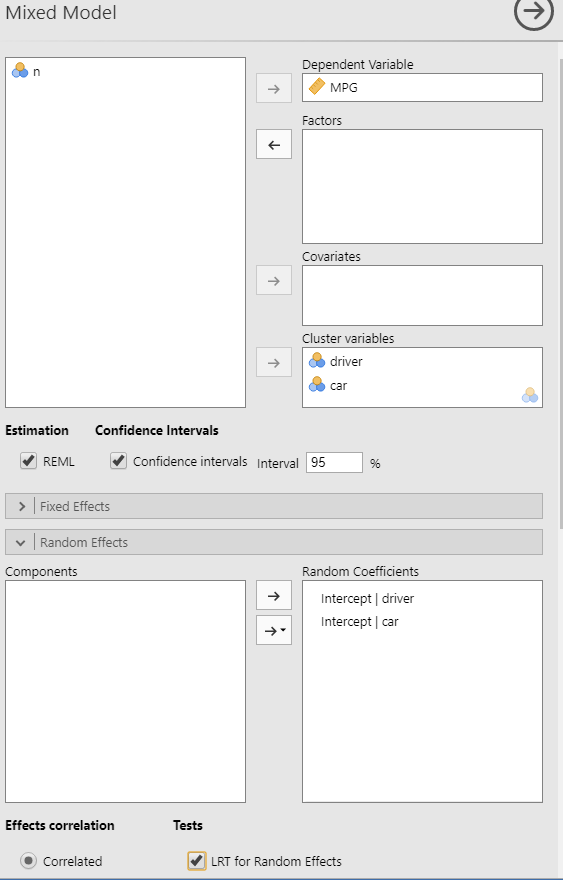 Mixed Model
n
Dependent Variable
MPG
Factors
Covariates
Cluster variables
driver
car
Estimation Confidence Intervals
REML Confidence intervals Interval 95 %
Fixed Effects
Random Effects
Components Random Coefficients
Intercept | driver
Intercept | car
Effects correlation Tests
Correlated LRT for Random Effects